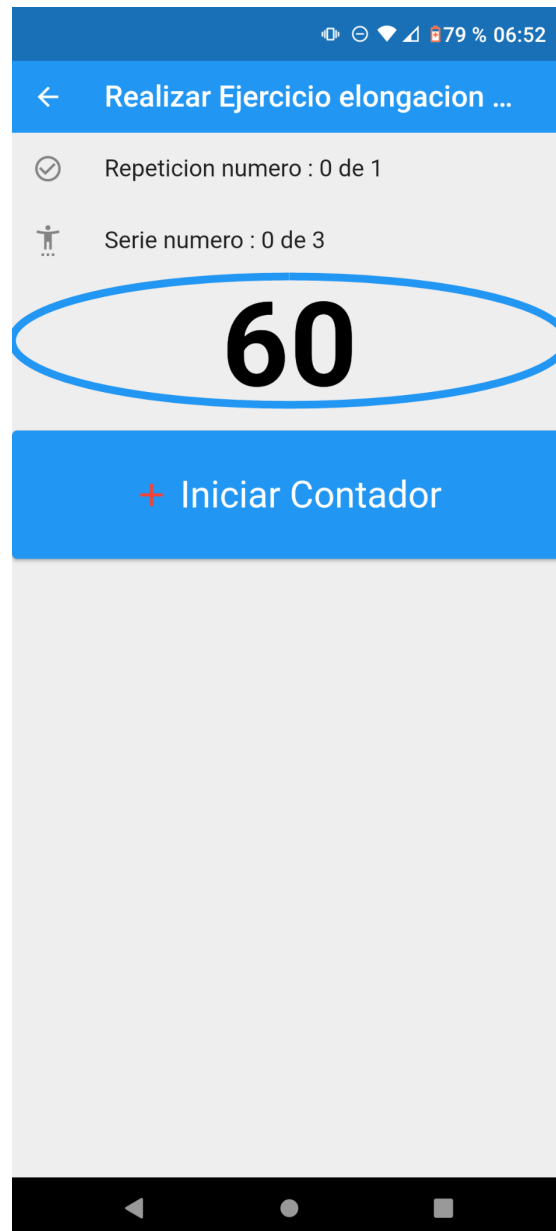 79 % 06:52
Realizar Ejercicio elongacion ...
Repeticion numero : 0 de 1
Serie numero : 0 de 3
60
+ Iniciar Contador